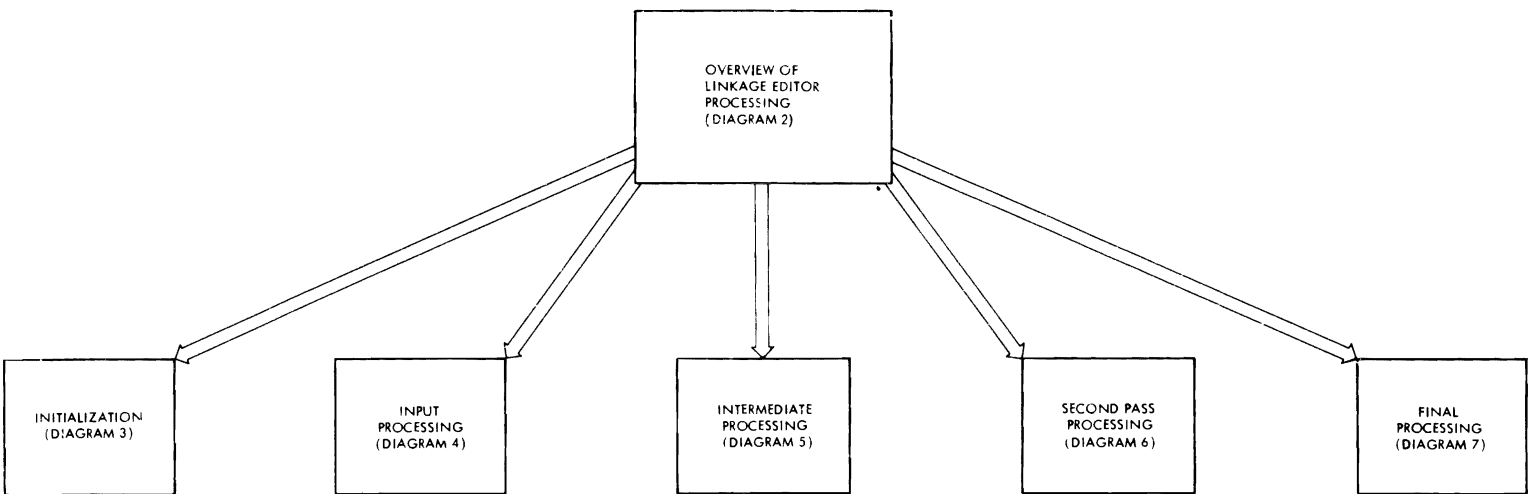 OVERVIEW OF
LINKAGE EDITOR
PROCESSING
(DIAGRAM 2)
INITIALIZATION
(DIAGRAM 3)
INPUT
PROCESSING
(DIAGRAM 4)
INTERMEDIATE
PROCESSING
(DIAGRAM 5)
SECOND PASS
PROCESSING
(DIAGRAM 6)
FINAL
PROCESSING
(DIAGRAM 7)